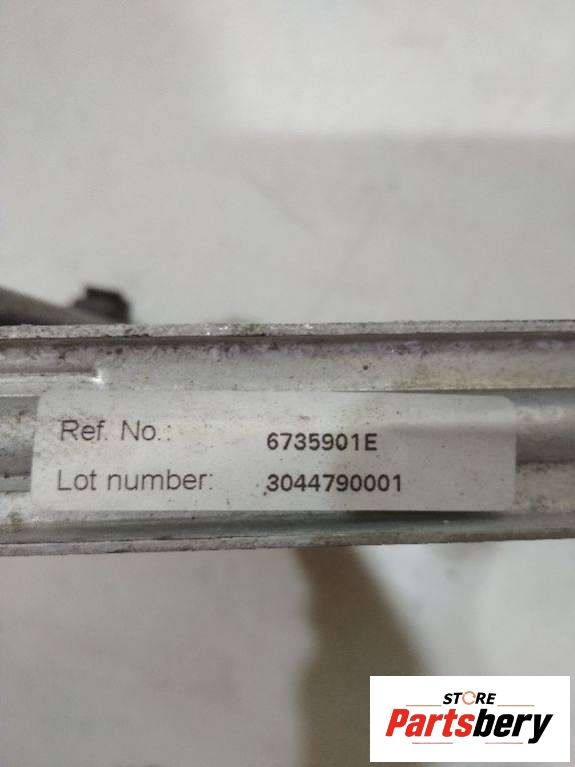 Ref. No.: 6735901E
Lot number: 3044790001
STORE
Partsbery